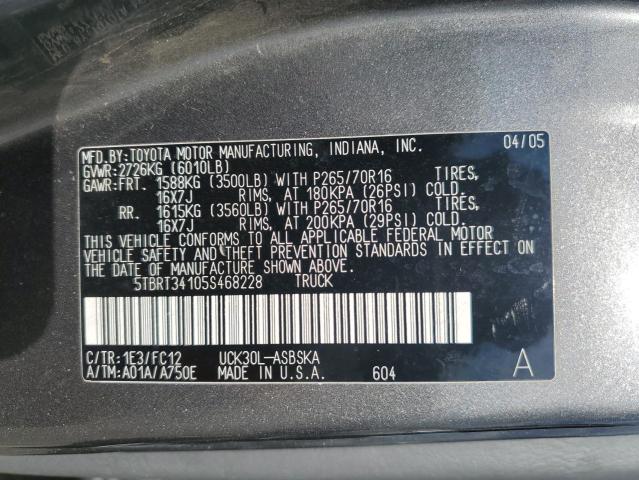 MFD.BY:TOYOTA MOTOR MANUFACTURING, INDIANA, INC. 04/05
GVWR:2726KG (6010LB)
GAWR:FRT. 1588KG (3500LB) WITH P265/70R16 TIRES,
16X7J RIMS, AT 180KPA (26PSI) COLD.
RR. 1615KG (3560LB) WITH P265/70R16 TIRES,
16X7J RIMS, AT 200KPA (29PSI) COLD.
THIS VEHICLE CONFORMS TO ALL APPLICABLE FEDERAL MOTOR
VEHICLE SAFETY AND THEFT PREVENTION STANDARDS IN EFFECT ON
THE DATE OF MANUFACTURE SHOWN ABOVE.
5TBRT34105S468228 TRUCK
C/TR:1E3/FC12 UCK30L-ASBSKA A
A/TM:A01A/A750E MADE IN U.S.A. 604